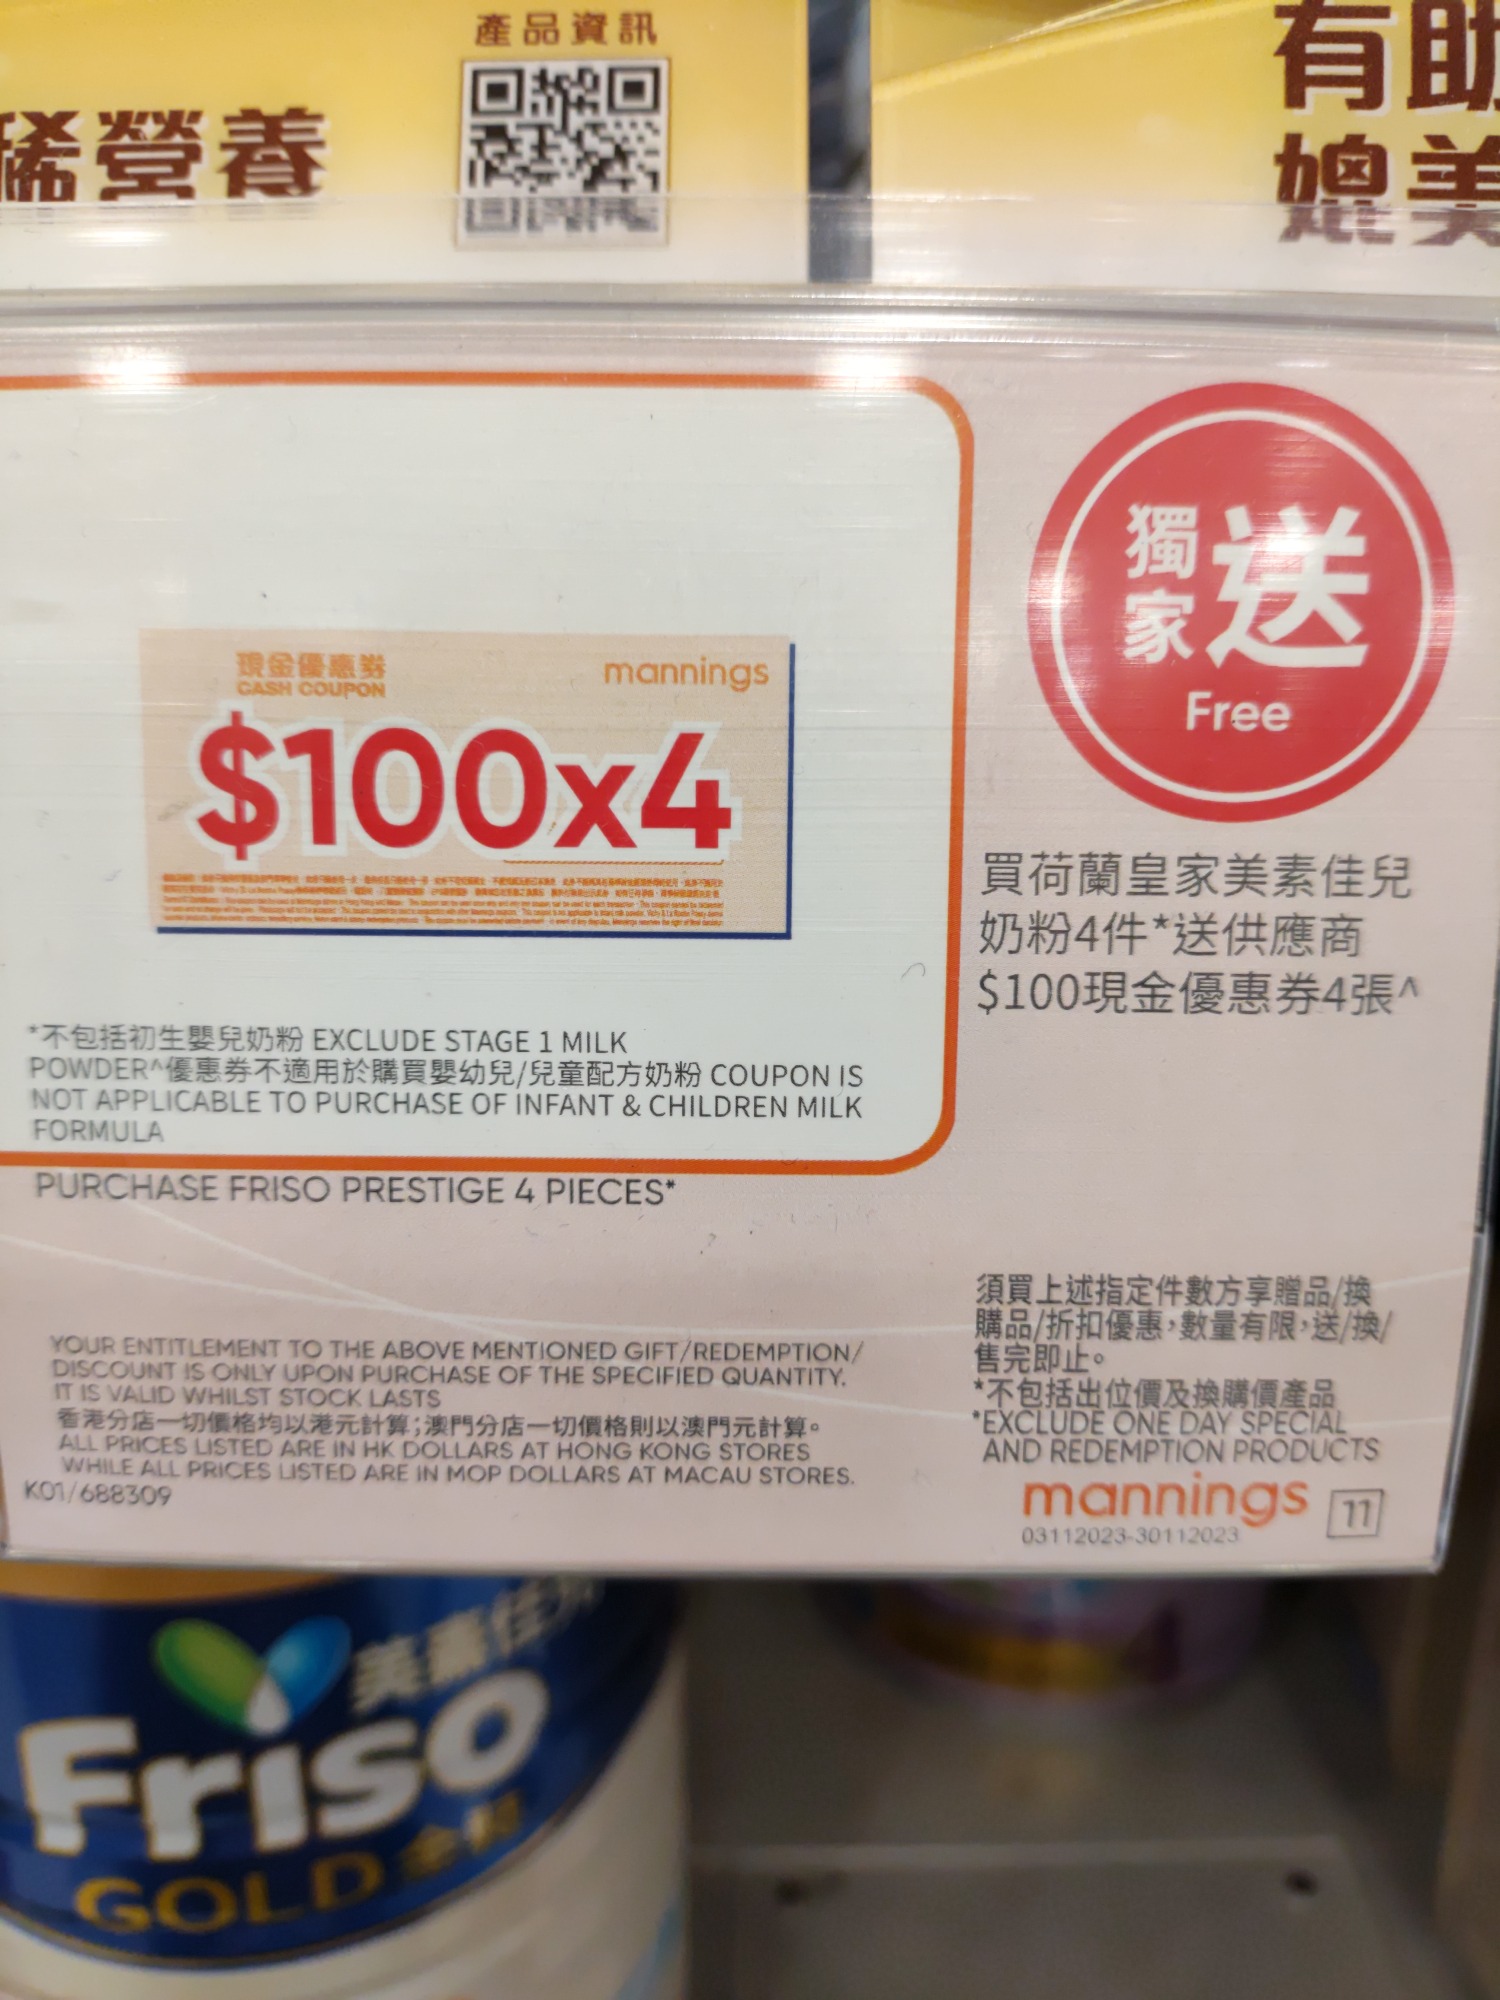 產品資訊
稀營養
有助
媲美
現金優惠券
CASH COUPON
mannings
$100x4
獨家送
Free
買荷蘭皇家美素佳兒
奶粉4件*送供應商
$100現金優惠券4張^
*不包括初生嬰兒奶粉 EXCLUDE STAGE 1 MILK
POWDER^優惠券不適用於購買嬰幼兒/兒童配方奶粉 COUPON IS
NOT APPLICABLE TO PURCHASE OF INFANT & CHILDREN MILK
FORMULA
PURCHASE FRISO PRESTIGE 4 PIECES*
YOUR ENTITLEMENT TO THE ABOVE MENTIONED GIFT/REDEMPTION/
DISCOUNT IS ONLY UPON PURCHASE OF THE SPECIFIED QUANTITY.
IT IS VALID WHILST STOCK LASTS
香港分店一切價格均以港元計算;澳門分店一切價格則以澳門元計算。
ALL PRICES LISTED ARE IN HK DOLLARS AT HONG KONG STORES
WHILE ALL PRICES LISTED ARE IN MOP DOLLARS AT MACAU STORES.
K01/688309
須買上述指定件數方享贈品/換
購品/折扣優惠,數量有限,送/換/
售完即止。
*不包括出位價及換購價產品
*EXCLUDE ONE DAY SPECIAL
AND REDEMPTION PRODUCTS
mannings 11
03112023-30112023
美素佳兒
Friso
GOLD 金裝